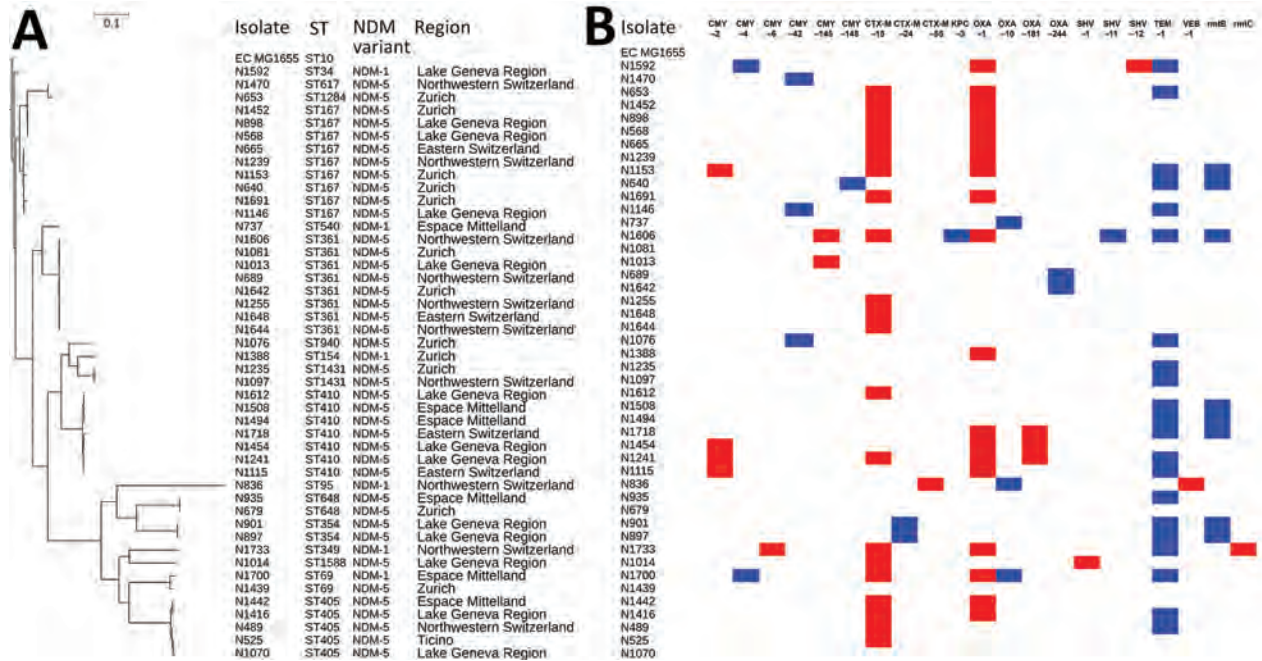 A
0.1
Isolate ST NDM variant Region
EC MG1655 ST10
N1592 ST34 NDM-1 Lake Geneva Region
N1470 ST617 NDM-5 Northwestern Switzerland
N653 ST1284 NDM-5 Zurich
N1452 ST167 NDM-5 Zurich
N898 ST167 NDM-5 Lake Geneva Region
N568 ST167 NDM-5 Lake Geneva Region
N665 ST167 NDM-5 Eastern Switzerland
N1239 ST167 NDM-5 Northwestern Switzerland
N1153 ST167 NDM-5 Zurich
N640 ST167 NDM-5 Zurich
N1691 ST167 NDM-5 Zurich
N1146 ST167 NDM-5 Lake Geneva Region
N737 ST540 NDM-1 Espace Mittelland
N1606 ST361 NDM-5 Northwestern Switzerland
N1081 ST361 NDM-5 Zurich
N1013 ST361 NDM-5 Lake Geneva Region
N689 ST361 NDM-5 Northwestern Switzerland
N1642 ST361 NDM-5 Zurich
N1255 ST361 NDM-5 Northwestern Switzerland
N1648 ST361 NDM-5 Eastern Switzerland
N1644 ST361 NDM-5 Northwestern Switzerland
N1076 ST940 NDM-5 Zurich
N1388 ST154 NDM-1 Zurich
N1235 ST1431 NDM-5 Zurich
N1097 ST1431 NDM-5 Northwestern Switzerland
N1612 ST410 NDM-5 Lake Geneva Region
N1508 ST410 NDM-5 Espace Mittelland
N1494 ST410 NDM-5 Espace Mittelland
N1718 ST410 NDM-5 Eastern Switzerland
N1454 ST410 NDM-5 Lake Geneva Region
N1241 ST410 NDM-5 Lake Geneva Region
N1115 ST410 NDM-5 Eastern Switzerland
N836 ST95 NDM-1 Northwestern Switzerland
N935 ST648 NDM-5 Espace Mittelland
N679 ST648 NDM-5 Zurich
N901 ST354 NDM-5 Lake Geneva Region
N897 ST354 NDM-5 Lake Geneva Region
N1733 ST349 NDM-1 Northwestern Switzerland
N1014 ST1588 NDM-5 Lake Geneva Region
N1700 ST69 NDM-1 Espace Mittelland
N1439 ST69 NDM-5 Zurich
N1442 ST405 NDM-5 Espace Mittelland
N1416 ST405 NDM-5 Lake Geneva Region
N489 ST405 NDM-5 Northwestern Switzerland
N525 ST405 NDM-5 Ticino
N1070 ST405 NDM-5 Lake Geneva Region
B
Isolate
CMY CMY CMY CMY CMY CMY CTX-M CTX-M CTX-M KPC OXA OXA OXA OXA SHV SHV SHV TEM VEB rmtB rmtC
-2 -4 -6 -42 -145 -148 -15 -24 -55 -3 -1 -10 -181 -244 -1 -11 -12 -1 -1
EC MG1655
N1592
N1470
N653
N1452
N898
N568
N665
N1239
N1153
N640
N1691
N1146
N737
N1606
N1081
N1013
N689
N1642
N1255
N1648
N1644
N1076
N1388
N1235
N1097
N1612
N1508
N1494
N1718
N1454
N1241
N1115
N836
N935
N679
N901
N897
N1733
N1014
N1700
N1439
N1442
N1416
N489
N525
N1070